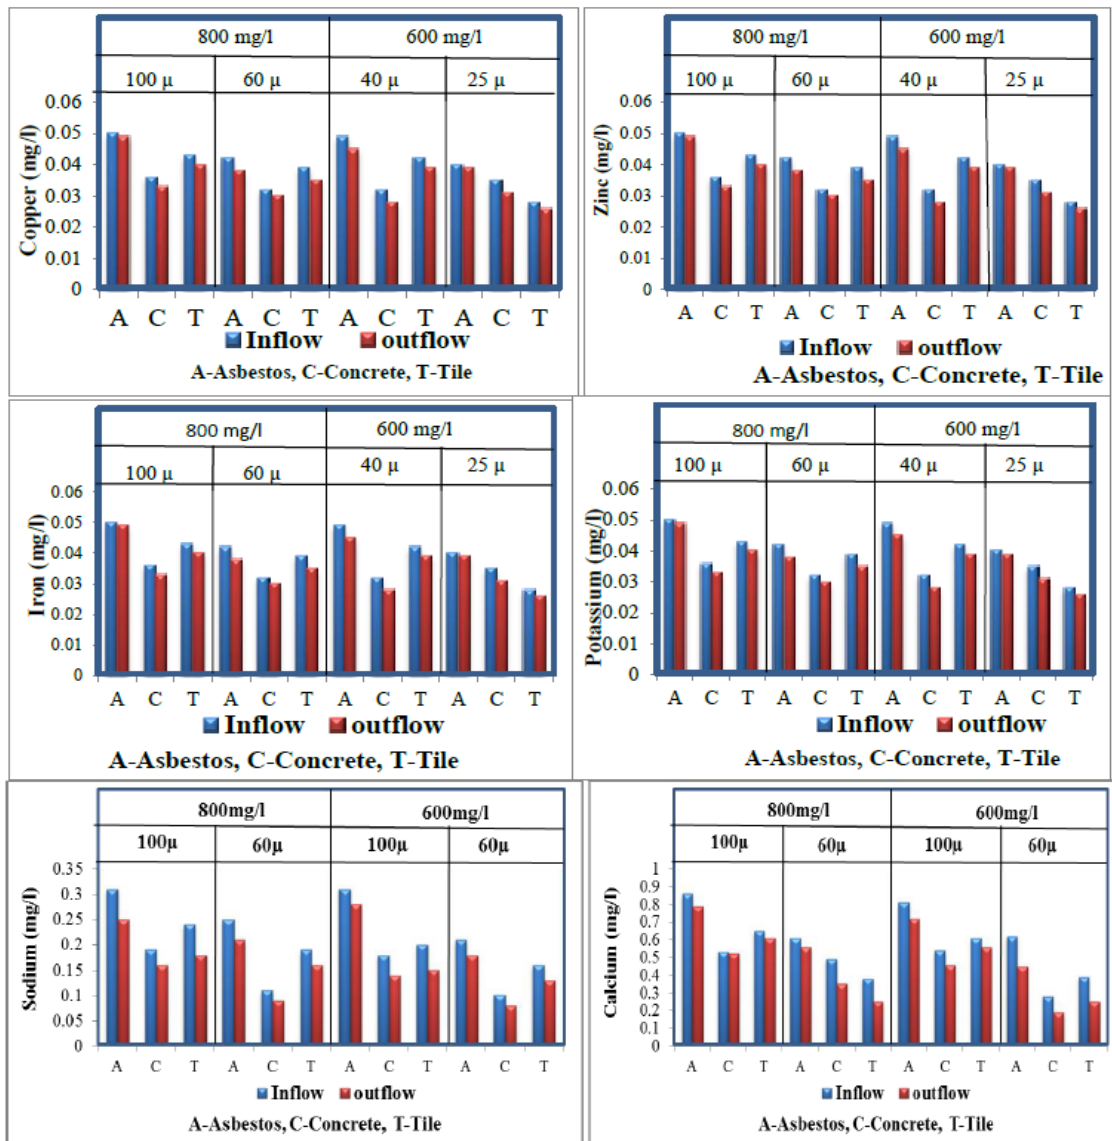 800 mg/l 600 mg/l
100 µ 60 µ 40 µ 25 µ
0.06
0.05
0.04
0.03
0.02
0.01
0
Copper (mg/l)
A C T A C T A C T A C T
Inflow outflow
A-Asbestos, C-Concrete, T-Tile
800 mg/l 600 mg/l
100 µ 60 µ 40 µ 25 µ
0.06
0.05
0.04
0.03
0.02
0.01
0
Zinc (mg/l)
A C T A C T A C T A C T
Inflow outflow
A-Asbestos, C-Concrete, T-Tile
800 mg/l 600 mg/l
100 µ 60 µ 40 µ 25 µ
0.06
0.05
0.04
0.03
0.02
0.01
0
Iron (mg/l)
A C T A C T A C T A C T
Inflow outflow
A-Asbestos, C-Concrete, T-Tile
800 mg/l 600 mg/l
100 µ 60 µ 40 µ 25 µ
0.06
0.05
0.04
0.03
0.02
0.01
0
Potassium (mg/l)
A C T A C T A C T A C T
Inflow outflow
A-Asbestos, C-Concrete, T-Tile
800mg/l 600mg/l
100µ 60µ 100µ 60µ
0.35
0.3
0.25
0.2
0.15
0.1
0.05
0
Sodium (mg/l)
A C T A C T A C T A C T
Inflow outflow
A-Asbestos, C-Concrete, T-Tile
800mg/l 600mg/l
100µ 60µ 100µ 60µ
1
0.9
0.8
0.7
0.6
0.5
0.4
0.3
0.2
0.1
0
Calcium (mg/l)
A C T A C T A C T A C T
Inflow outflow
A-Asbestos, C-Concrete, T-Tile